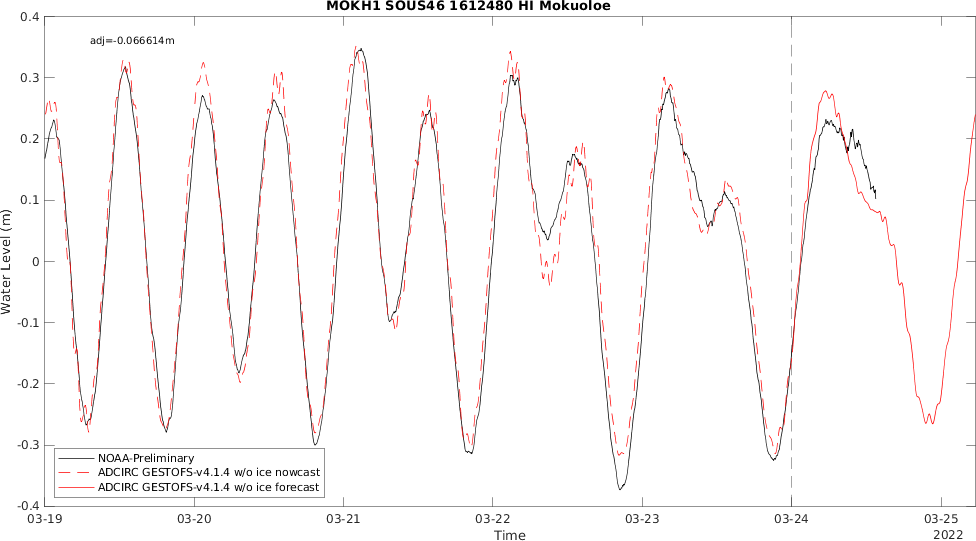 MOKH1 SOUS46 1612480 HI Mokuoloe
adj=-0.066614m
Water Level (m)
0.4
0.3
0.2
0.1
0
-0.1
-0.2
-0.3
-0.4
NOAA-Preliminary
ADCIRC GESTOFS-v4.1.4 w/o ice nowcast
ADCIRC GESTOFS-v4.1.4 w/o ice forecast
03-19 03-20 03-21 03-22 03-23 03-24 03-25
Time
2022